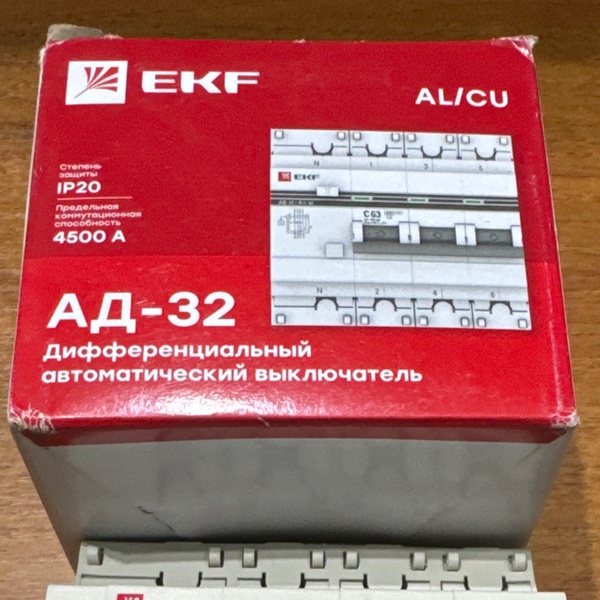 EKF
AL/CU
Степень
защиты
IP20
Предельная
коммутационная
способность
4500 А
N 1 3 5
EKF
C63
N 2 4 6
АД-32
Дифференциальный
автоматический выключатель